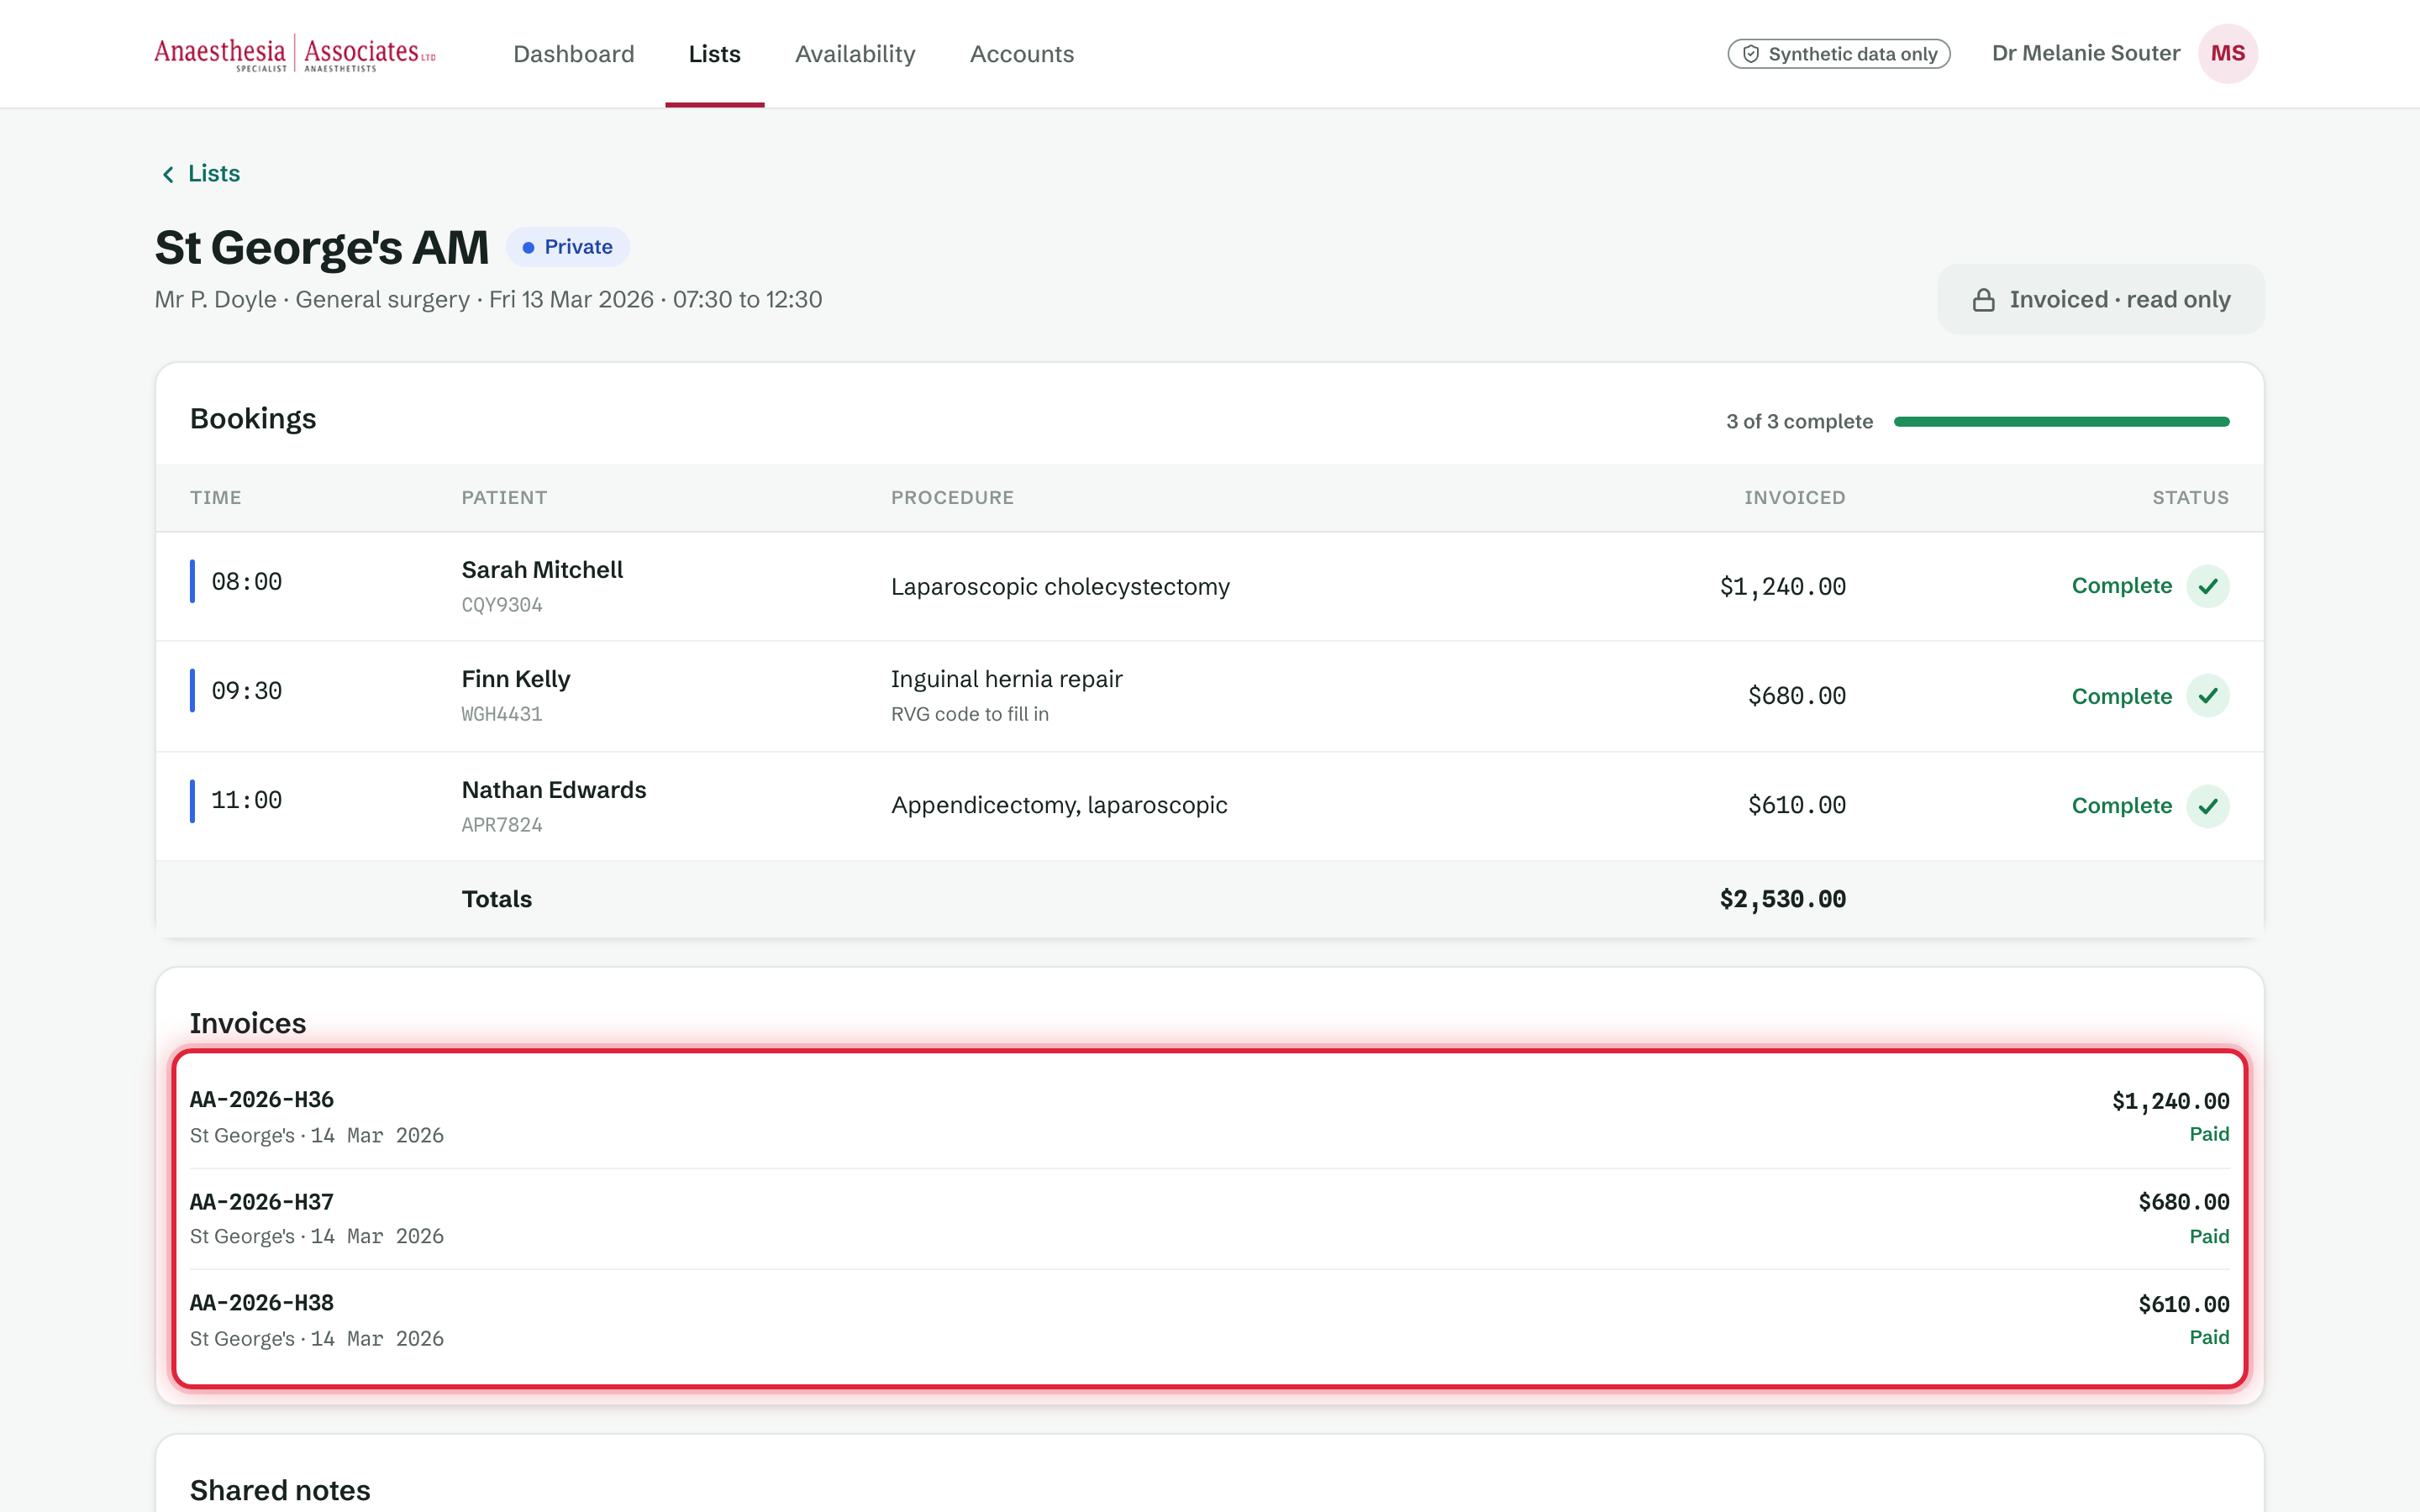 Anaesthesia Associates LTD
SPECIALIST ANAESTHETISTS
Dashboard
Lists
Availability
Accounts
Synthetic data only
Dr Melanie Souter
MS
Lists
St George's AM
Private
Mr P. Doyle · General surgery · Fri 13 Mar 2026 · 07:30 to 12:30
Invoiced · read only
Bookings
3 of 3 complete
TIME PATIENT PROCEDURE INVOICED STATUS
08:00 Sarah Mitchell Laparoscopic cholecystectomy $1,240.00 Complete
CQY9304
09:30 Finn Kelly Inguinal hernia repair $680.00 Complete
WGH4431 RVG code to fill in
11:00 Nathan Edwards Appendicectomy, laparoscopic $610.00 Complete
APR7824
Totals $2,530.00
Invoices
AA-2026-H36 $1,240.00
St George's · 14 Mar 2026 Paid
AA-2026-H37 $680.00
St George's · 14 Mar 2026 Paid
AA-2026-H38 $610.00
St George's · 14 Mar 2026 Paid
Shared notes